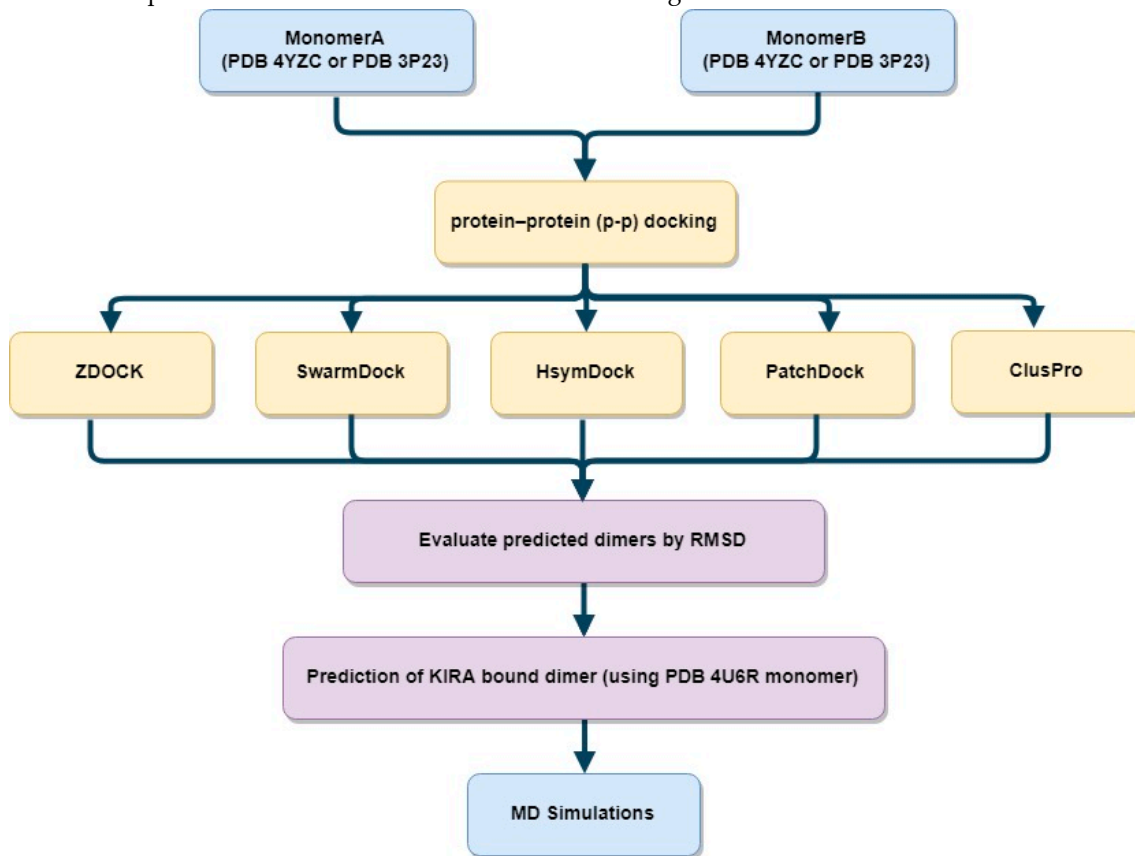 MonomerA
(PDB 4YZC or PDB 3P23)
MonomerB
(PDB 4YZC or PDB 3P23)
protein–protein (p-p) docking
ZDOCK
SwarmDock
HsymDock
PatchDock
ClusPro
Evaluate predicted dimers by RMSD
Prediction of KIRA bound dimer (using PDB 4U6R monomer)
MD Simulations